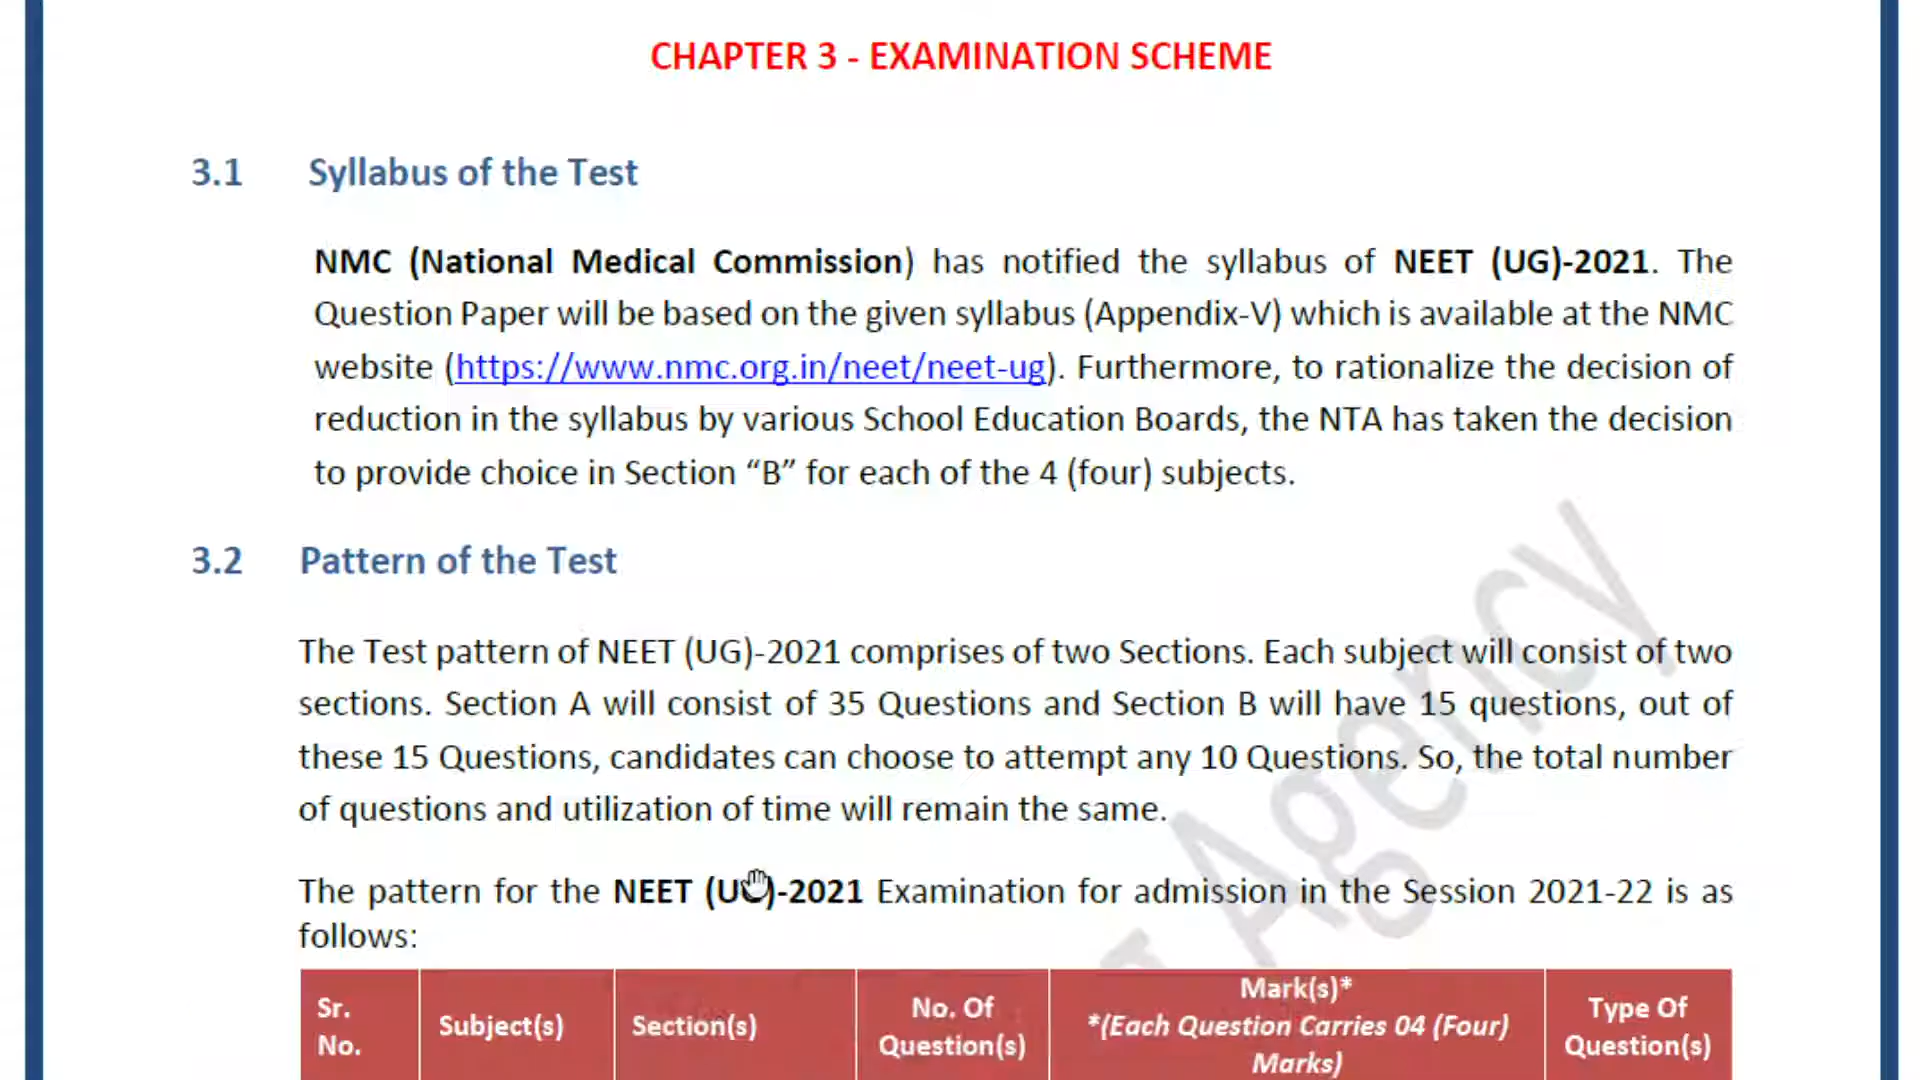 CHAPTER 3 - EXAMINATION SCHEME
3.1 Syllabus of the Test
NMC (National Medical Commission) has notified the syllabus of NEET (UG)-2021. The
Question Paper will be based on the given syllabus (Appendix-V) which is available at the NMC
website (https://www.nmc.org.in/neet/neet-ug). Furthermore, to rationalize the decision of
reduction in the syllabus by various School Education Boards, the NTA has taken the decision
to provide choice in Section “B” for each of the 4 (four) subjects.
3.2 Pattern of the Test
The Test pattern of NEET (UG)-2021 comprises of two Sections. Each subject will consist of two
sections. Section A will consist of 35 Questions and Section B will have 15 questions, out of
these 15 Questions, candidates can choose to attempt any 10 Questions. So, the total number
of questions and utilization of time will remain the same.
The pattern for the NEET (UG)-2021 Examination for admission in the Session 2021-22 is as
follows:
Sr.
No.
Subject(s)
Section(s)
No. Of
Question(s)
Mark(s)*
*(Each Question Carries 04 (Four)
Marks)
Type Of
Question(s)
Agency